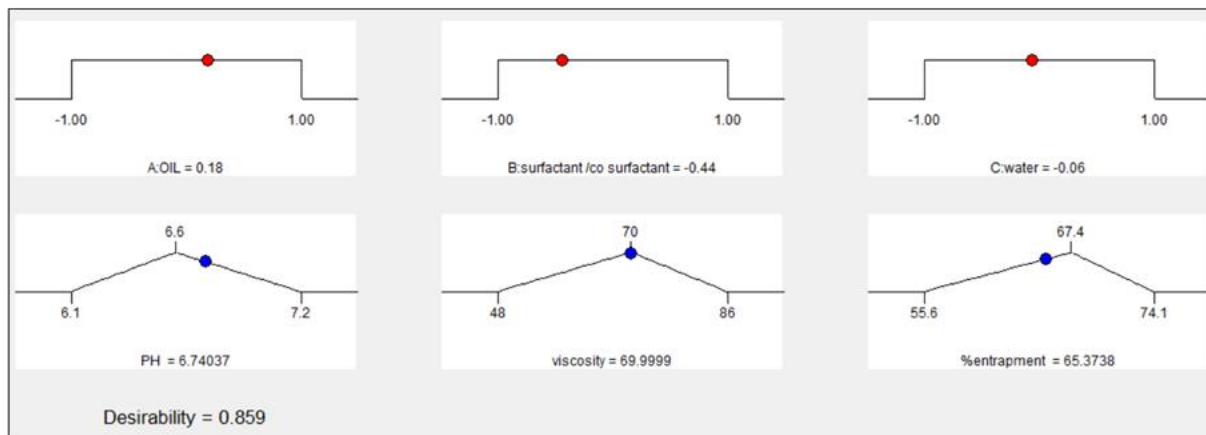 -1.00 1.00 -1.00 1.00 -1.00 1.00
A:OIL = 0.18 B:surfactant /co surfactant = -0.44 C:water = -0.06
6.6 70 67.4
6.1 7.2 48 86 55.6 74.1
PH = 6.74037 viscosity = 69.9999 %entrapment = 65.3738
Desirability = 0.859